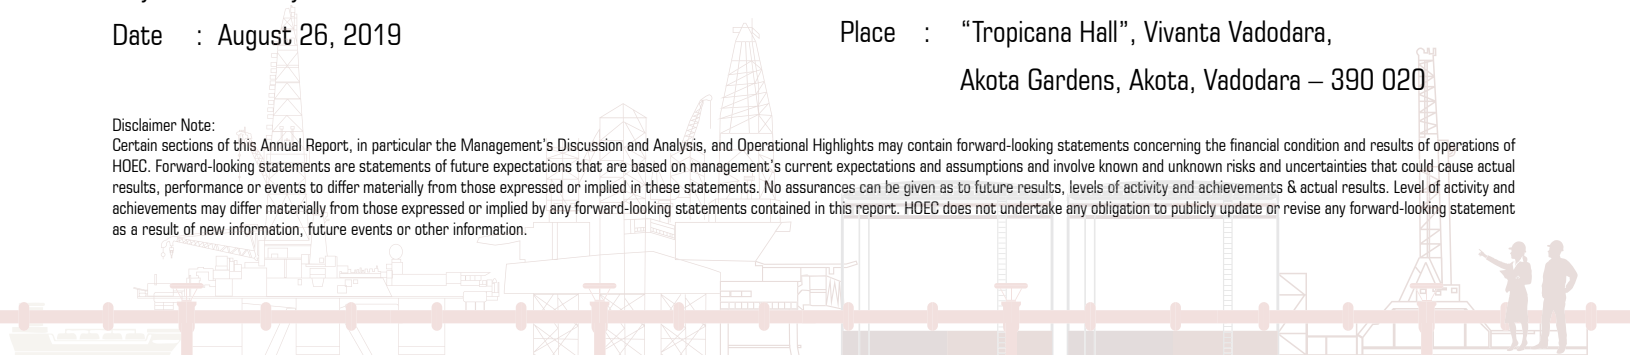 Date : August 26, 2019
Place : “Tropicana Hall”, Vivanta Vadodara,
Akota Gardens, Akota, Vadodara – 390 020
Disclaimer Note:
Certain sections of this Annual Report, in particular the Management's Discussion and Analysis, and Operational Highlights may contain forward-looking statements concerning the financial condition and results of operations of
HOEC. Forward-looking statements are statements of future expectations that are based on management's current expectations and assumptions and involve known and unknown risks and uncertainties that could cause actual
results, performance or events to differ materially from those expressed or implied in these statements. No assurances can be given as to future results, levels of activity and achievements & actual results. Level of activity and
achievements may differ materially from those expressed or implied by any forward-looking statements contained in this report. HOEC does not undertake any obligation to publicly update or revise any forward-looking statement
as a result of new information, future events or other information.